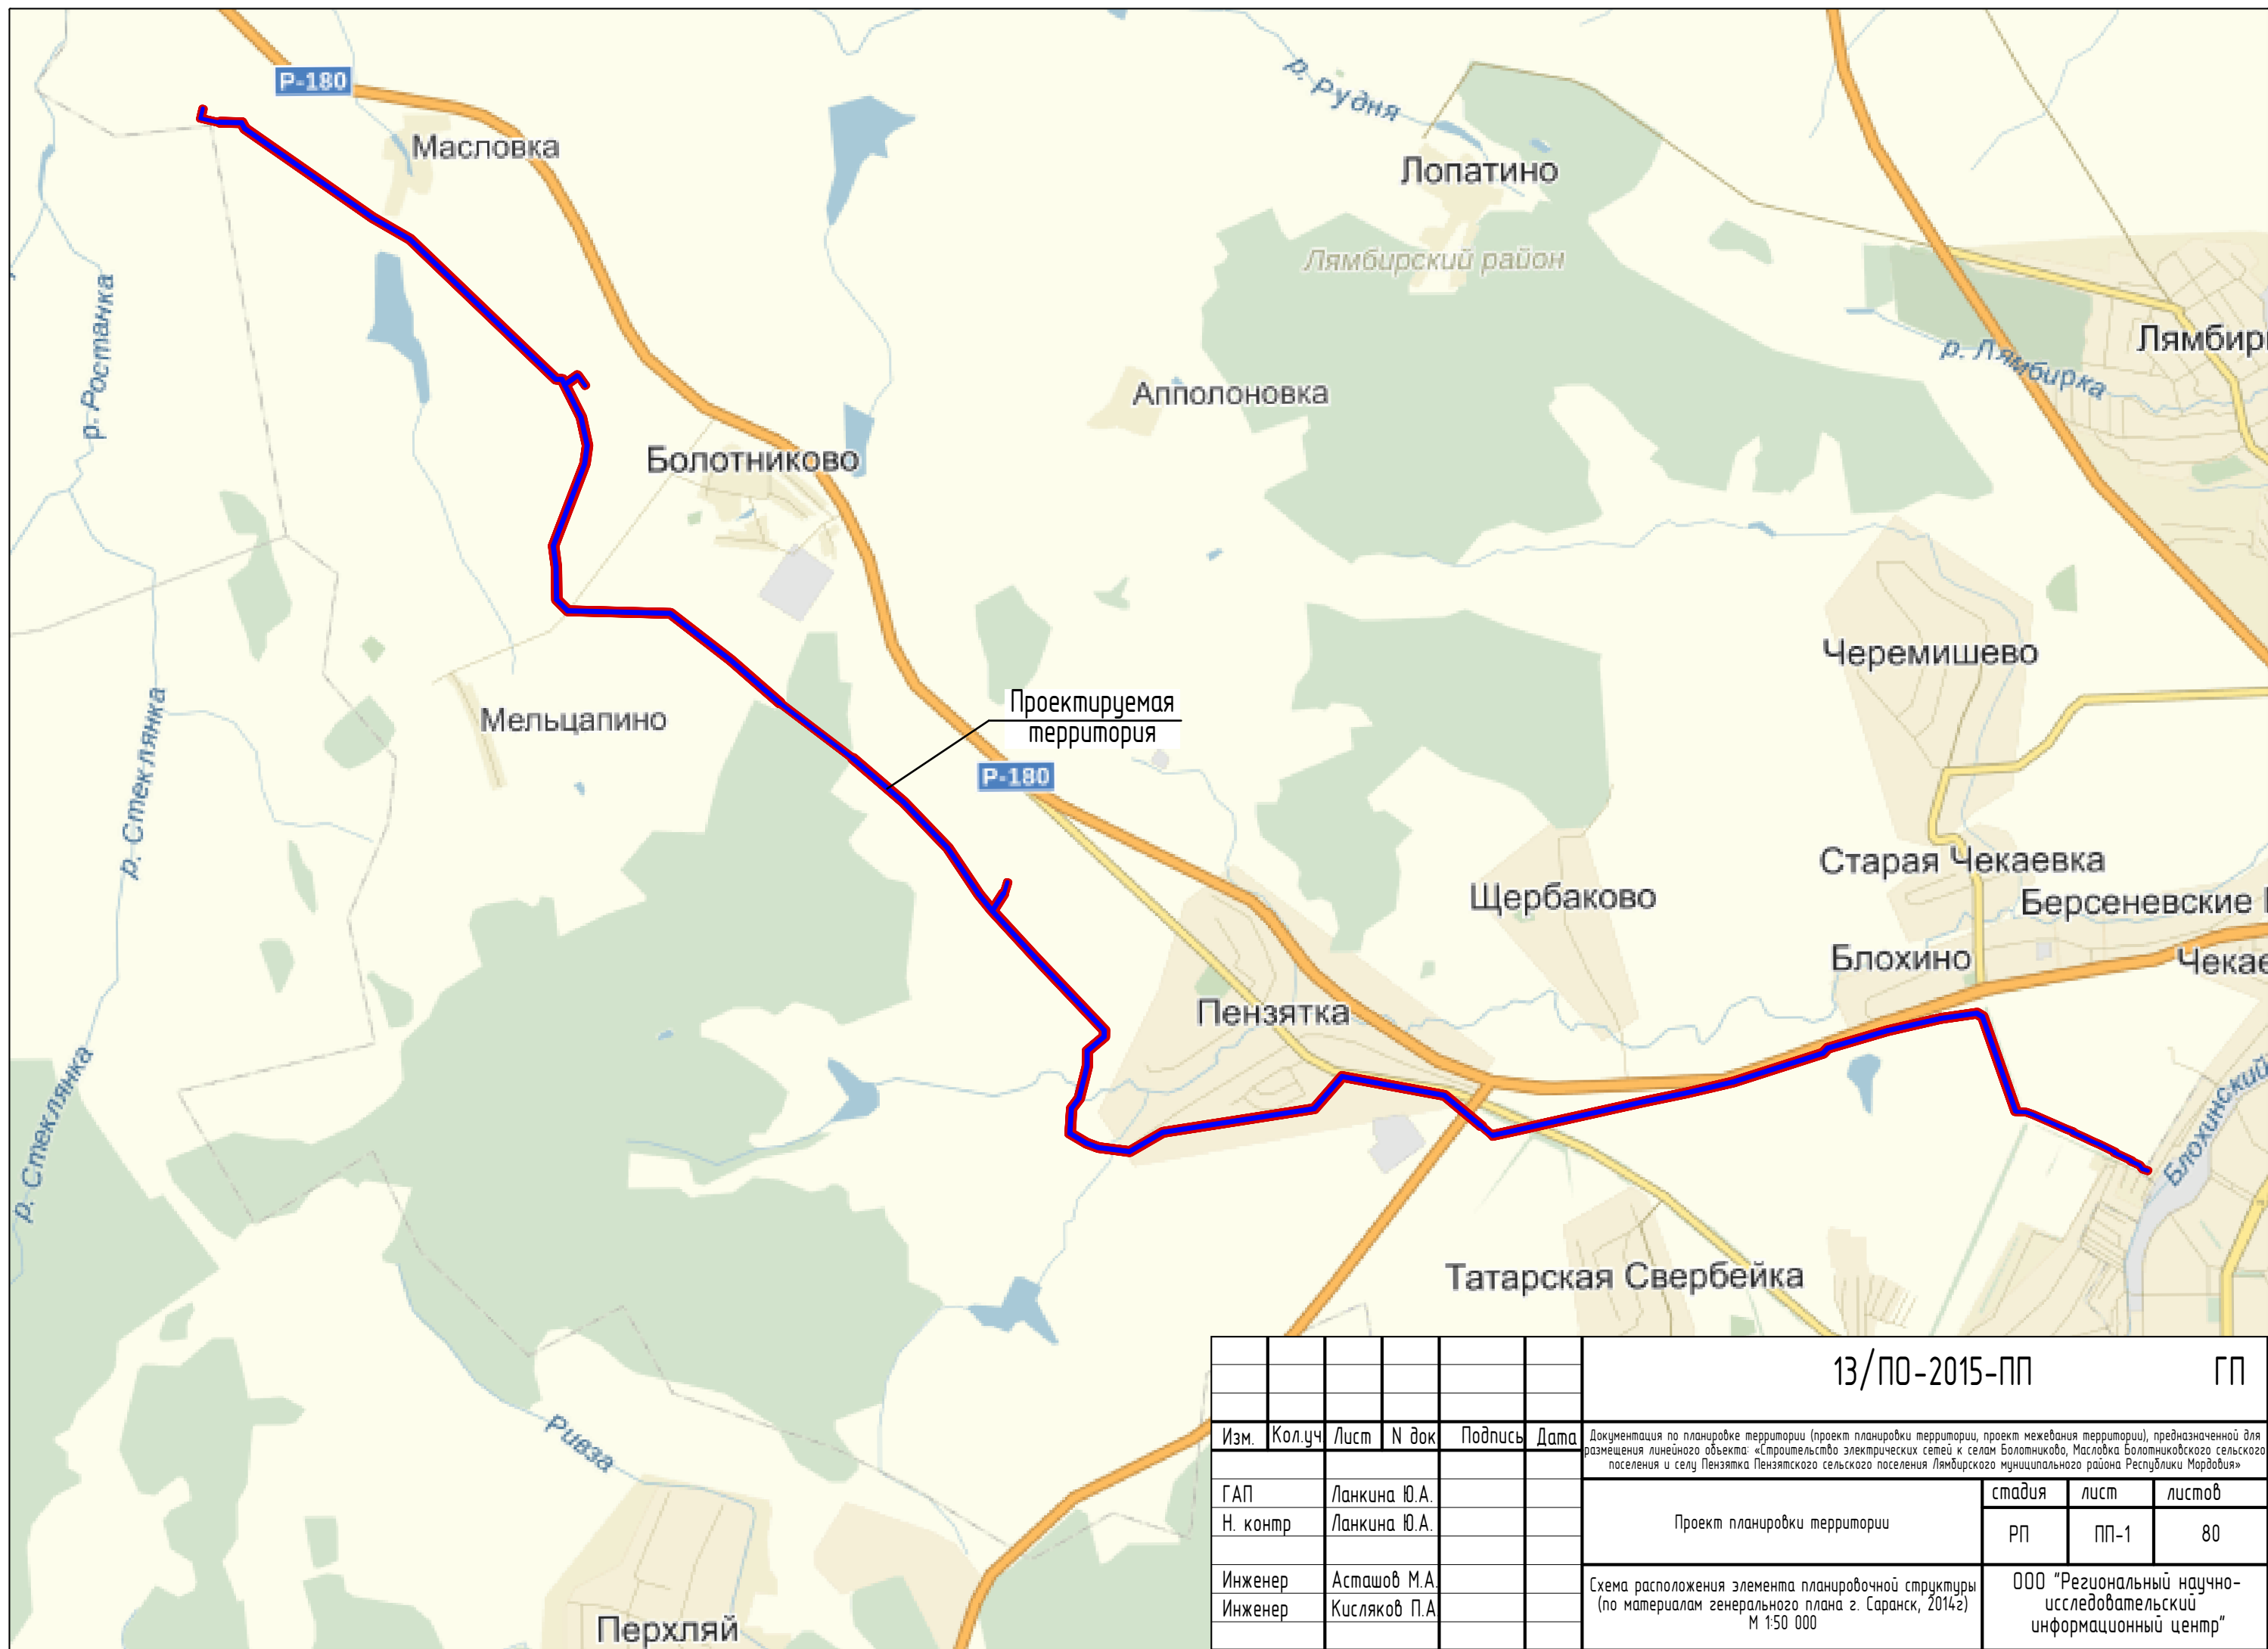 Р-180
Масловка
р. Рудня
Лопатино
Лямбирский район
р. Ростанка
Лямбир
р. Лямбирка
Апполоновка
Болотниково
Черемишево
Проектируемая
территория
Мельцапино
р. Стеклянка
Р-180
Старая Чекаевка
Щербаково
Берсеневские
Блохино
Чекае
Пензятка
р. Стеклянка
Блохинский
Татарская Свербейка
Ривза
Перхляй
13/ПО-2015-ПП ГП
Изм. Кол.уч Лист N док Подпись Дата
Документация по планировке территории (проект планировки территории, проект межевания территории), предназначенной для
размещения линейного объекта: «Строительство электрических сетей к селам Болотниково, Масловка Болотниковского сельского
поселения и селу Пензятка Пензятского сельского поселения Лямбирского муниципального района Республики Мордовия»
ГАП Ланкина Ю.А.
Н. контр Ланкина Ю.А.
Инженер Асташов М.А.
Инженер Кисляков П.А
Проект планировки территории
стадия лист листов
РП ПП-1 80
Схема расположения элемента планировочной структуры
(по материалам генерального плана г. Саранск, 2014г)
М 1:50 000
ООО "Региональный научно-
исследовательский
информационный центр"